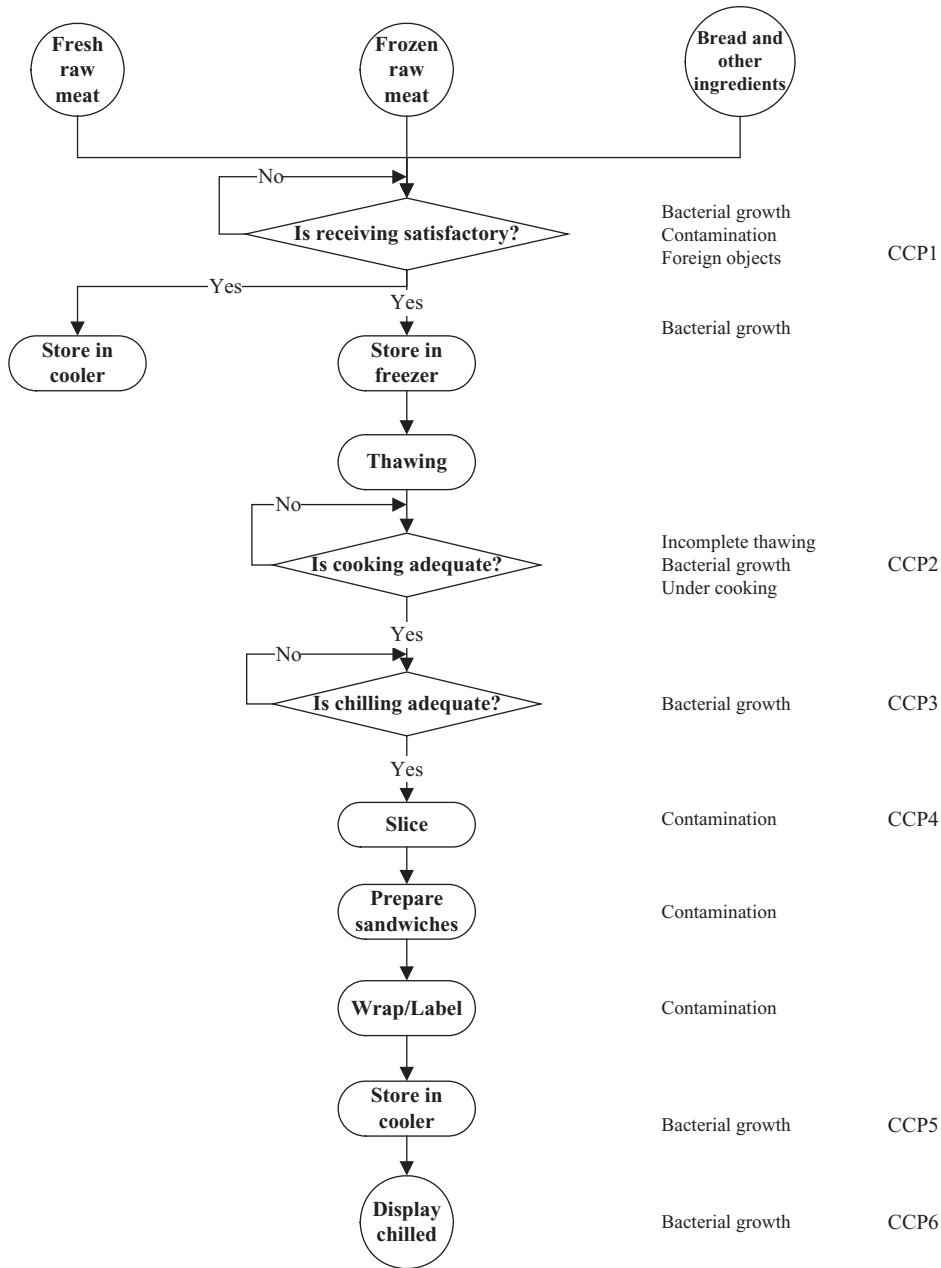 Fresh
raw
meat
Frozen
raw
meat
Bread and
other
ingredients
No
Is receiving satisfactory?
Bacterial growth
Contamination
Foreign objects
CCP1
Yes
Yes
Bacterial growth
Store in
cooler
Store in
freezer
Thawing
No
Is cooking adequate?
Incomplete thawing
Bacterial growth
Under cooking
CCP2
Yes
No
Is chilling adequate?
Bacterial growth
CCP3
Yes
Slice
Contamination
CCP4
Prepare
sandwiches
Contamination
Wrap/Label
Contamination
Store in
cooler
Bacterial growth
CCP5
Display
chilled
Bacterial growth
CCP6